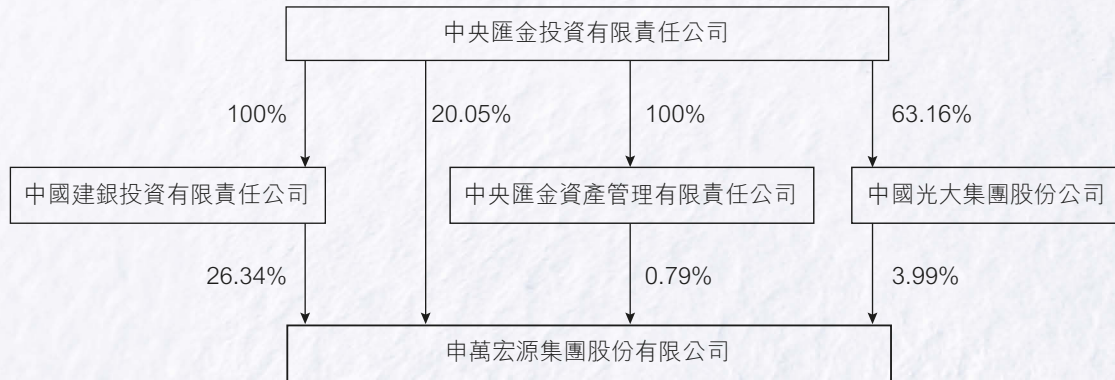 中央匯金投資有限責任公司
100%
20.05%
100%
63.16%
中國建銀投資有限責任公司
中央匯金資產管理有限責任公司
中國光大集團股份公司
26.34%
0.79%
3.99%
申萬宏源集團股份有限公司